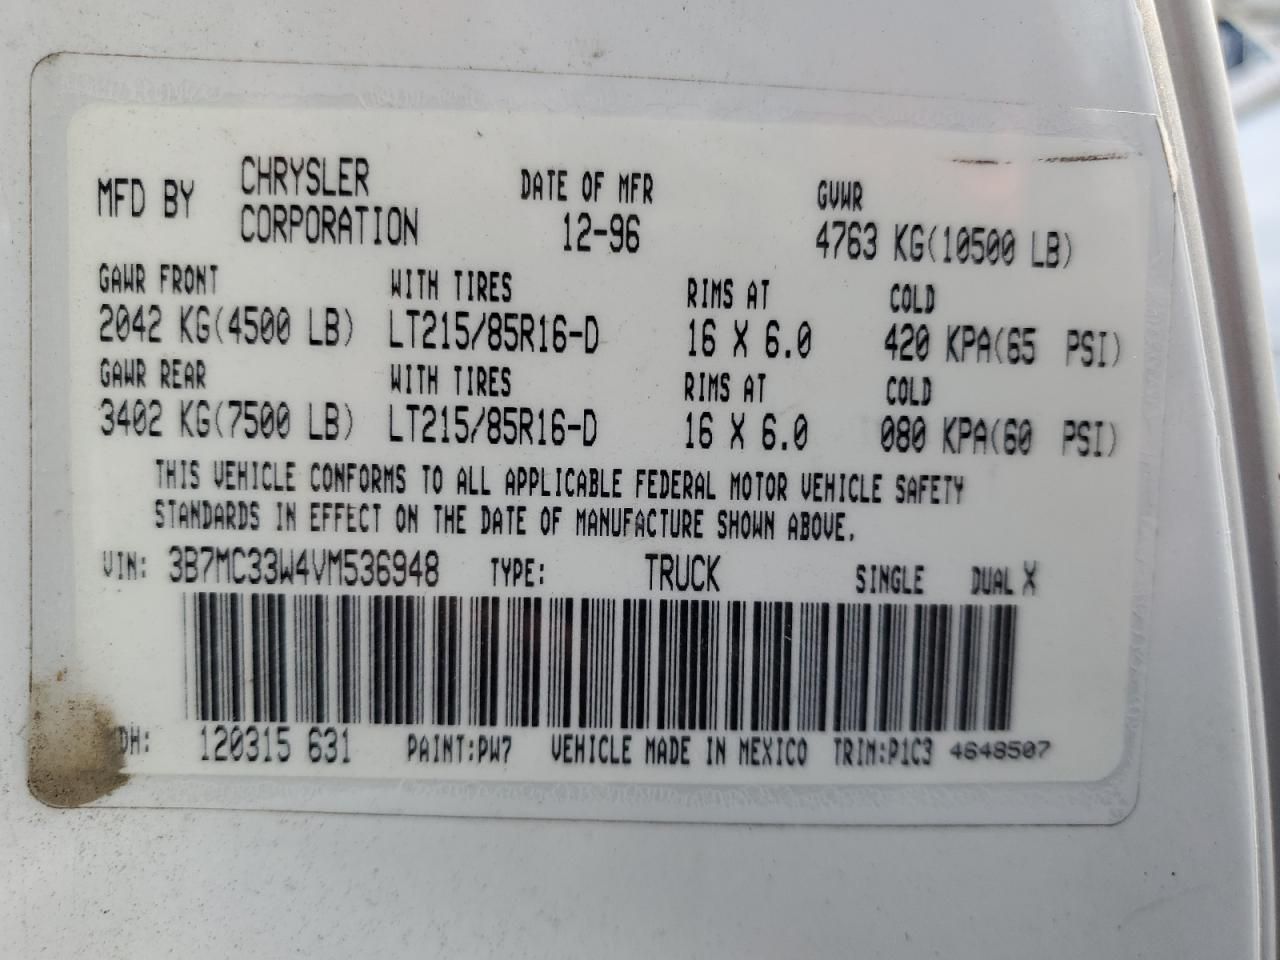 MFD BY CHRYSLER CORPORATION DATE OF MFR 12-96 GVWR 4763 KG(10500 LB)
GAWR FRONT WITH TIRES RIMS AT COLD
2042 KG(4500 LB) LT215/85R16-D 16 X 6.0 420 KPA(65 PSI)
GAWR REAR WITH TIRES RIMS AT COLD
3402 KG(7500 LB) LT215/85R16-D 16 X 6.0 080 KPA(60 PSI)
THIS VEHICLE CONFORMS TO ALL APPLICABLE FEDERAL MOTOR VEHICLE SAFETY
STANDARDS IN EFFECT ON THE DATE OF MANUFACTURE SHOWN ABOVE.
VIN: 3B7MC33W4VM536948 TYPE: TRUCK SINGLE DUAL X
DH: 120315 631 PAINT:PW7 VEHICLE MADE IN MEXICO TRIM:P1C3 4648507